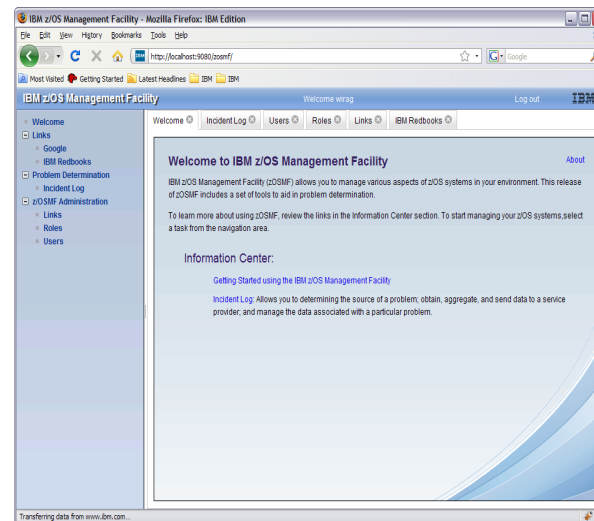 IBM z/OS Management Facility - Mozilla Firefox: IBM Edition
File Edit View History Bookmarks Tools Help
http://localhost:9080/zosmf/
G Google
Most Visited Getting Started Latest Headlines IBM IBM
IBM z/OS Management Facility Welcome wirag Log out IBM
Welcome
Links
Google
IBM Redbooks
Problem Determination
Incident Log
z/OSMF Administration
Links
Roles
Users
Welcome Incident Log Users Roles Links IBM Redbooks
Welcome to IBM z/OS Management Facility
About
IBM z/OS Management Facility (zOSMF) allows you to manage various aspects of z/OS systems in your environment. This release
of zOSMF includes a set of tools to aid in problem determination.
To learn more about using zOSMF, review the links in the Information Center section. To start managing your z/OS systems,select
a task from the navigation area.
Information Center:
Getting Started using the IBM z/OS Management Facility
Incident Log: Allows you to determining the source of a problem; obtain, aggregate, and send data to a service
provider; and manage the data associated with a particular problem.
Transferring data from www.ibm.com...